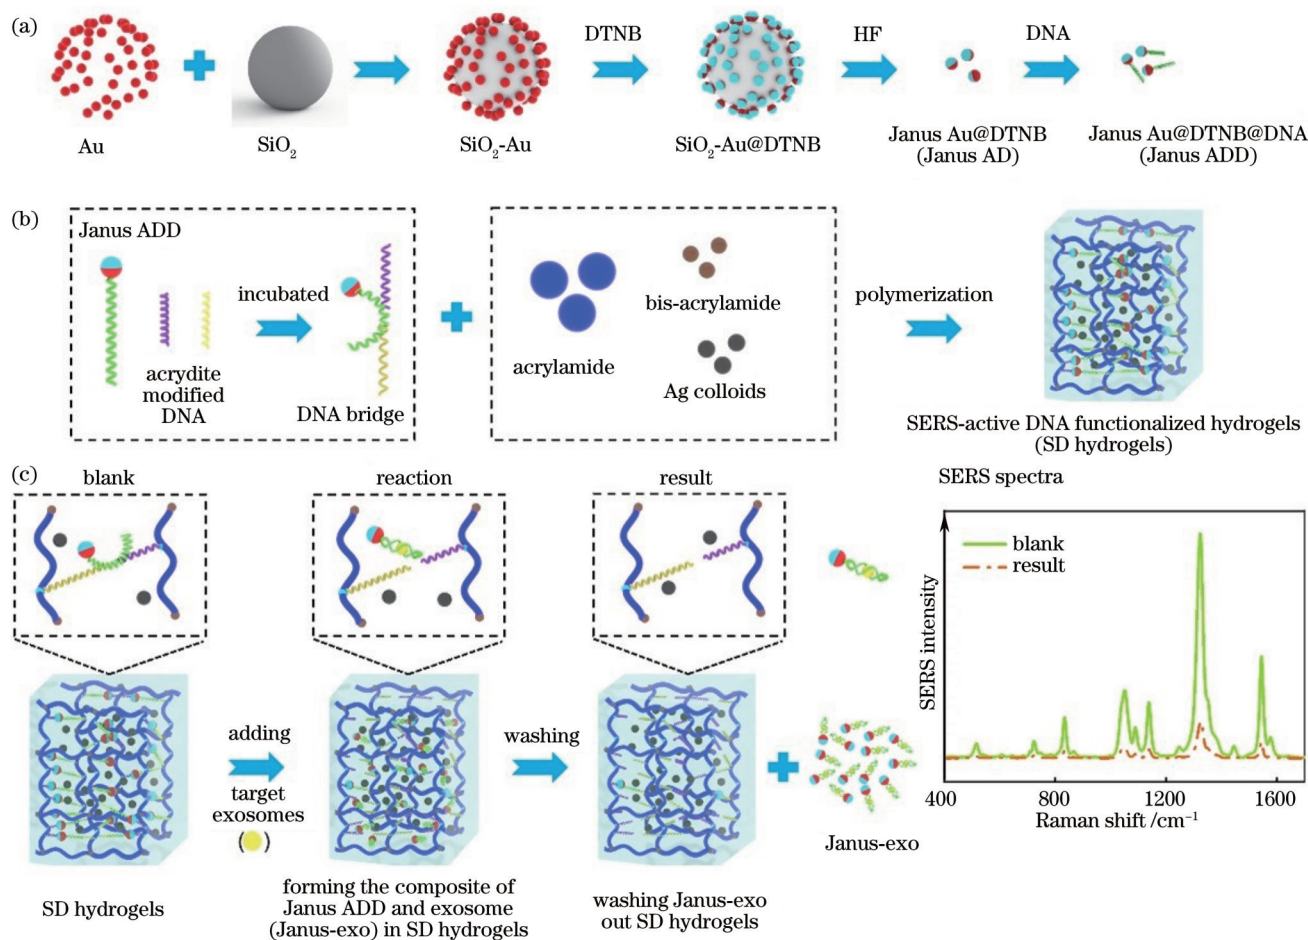 (a)
DTNB
HF
DNA
Au
SiO₂
SiO₂-Au
SiO₂-Au@DTNB
Janus Au@DTNB
(Janus AD)
Janus Au@DTNB@DNA
(Janus ADD)
(b)
Janus ADD
incubated
acrydite
modified
DNA
DNA bridge
acrylamide
bis-acrylamide
Ag colloids
polymerization
SERS-active DNA functionalized hydrogels
(SD hydrogels)
(c)
blank
reaction
result
SERS spectra
adding
target
exosomes
( )
washing
SD hydrogels
forming the composite of
Janus ADD and exosome
(Janus-exo) in SD hydrogels
washing Janus-exo
out SD hydrogels
Janus-exo
SERS intensity
blank
result
400
800
1200
1600
Raman shift /cm⁻¹